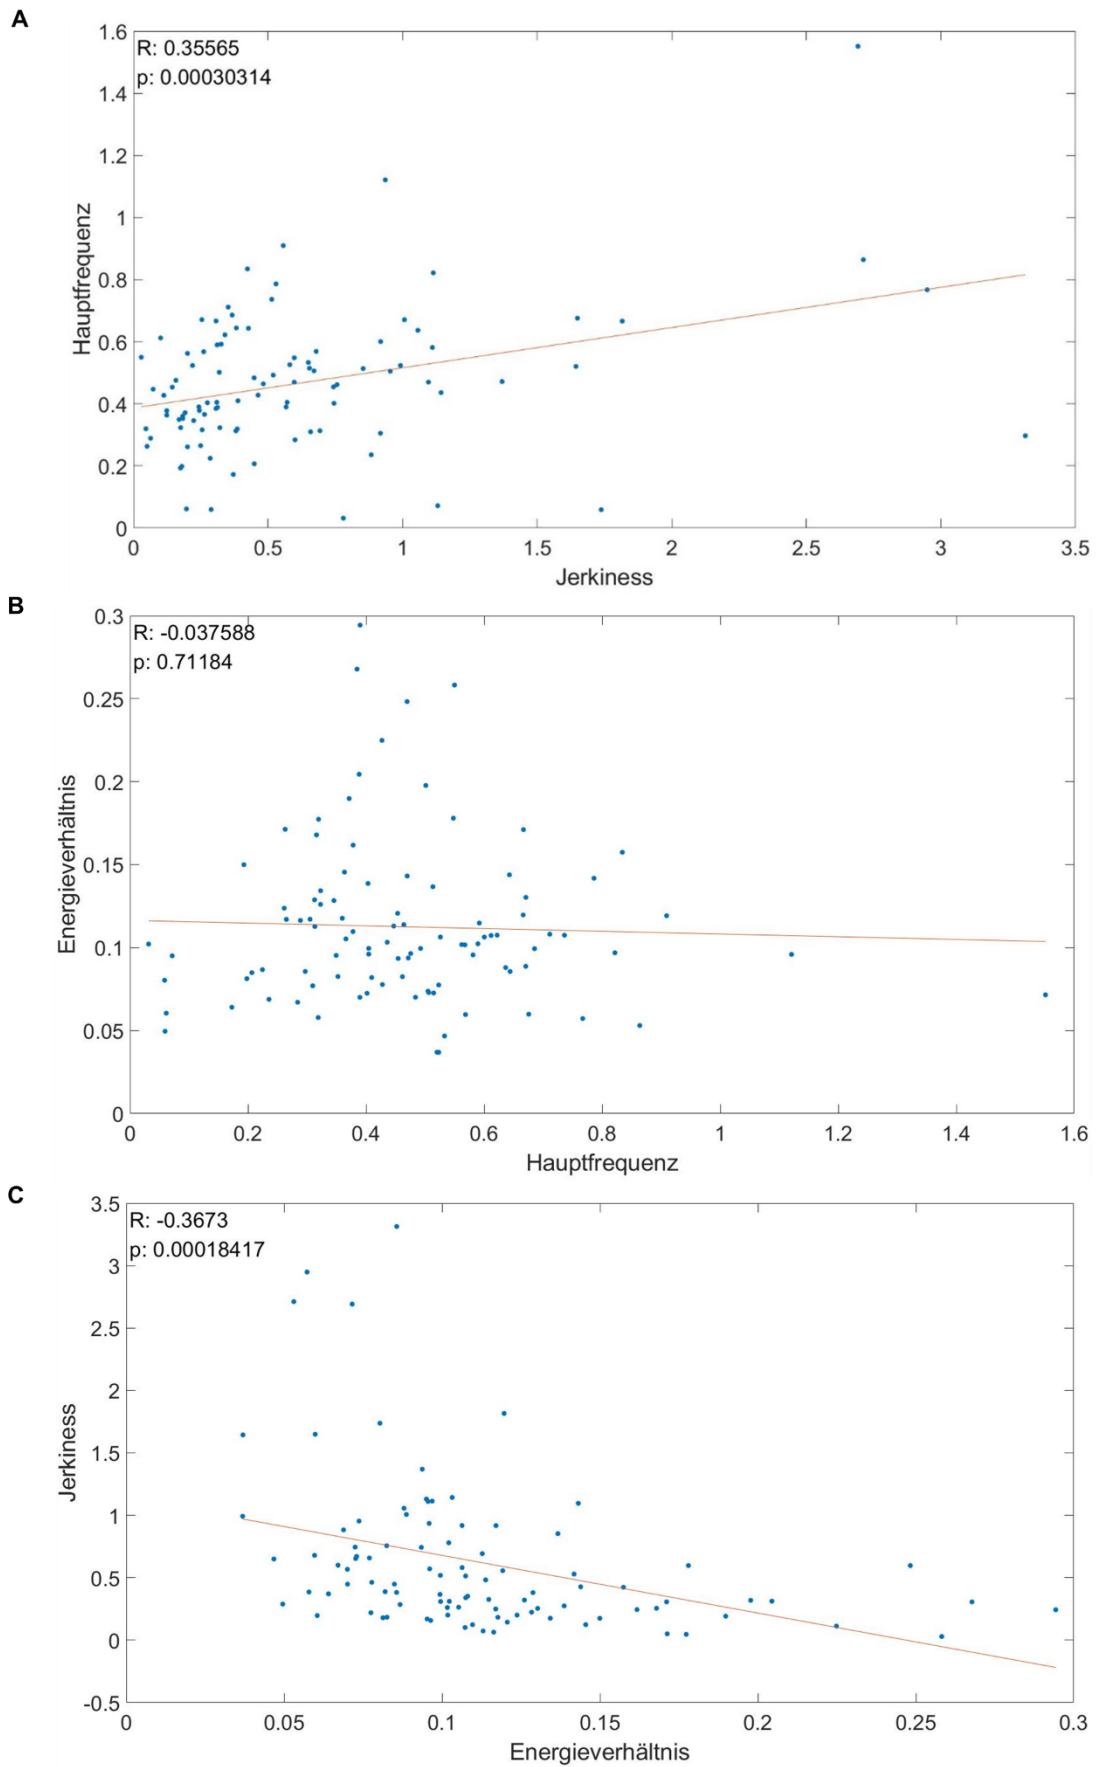 A
R: 0.35565
p: 0.00030314
1.6
1.4
1.2
1
0.8
0.6
0.4
0.2
0
Hauptfrequenz
0 0.5 1 1.5 2 2.5 3 3.5
Jerkiness
B
R: -0.037588
p: 0.71184
0.3
0.25
0.2
0.15
0.1
0.05
0
Energieverhältnis
0 0.2 0.4 0.6 0.8 1 1.2 1.4 1.6
Hauptfrequenz
C
R: -0.3673
p: 0.00018417
3.5
3
2.5
2
1.5
1
0.5
0
-0.5
Jerkiness
0 0.05 0.1 0.15 0.2 0.25 0.3
Energieverhältnis